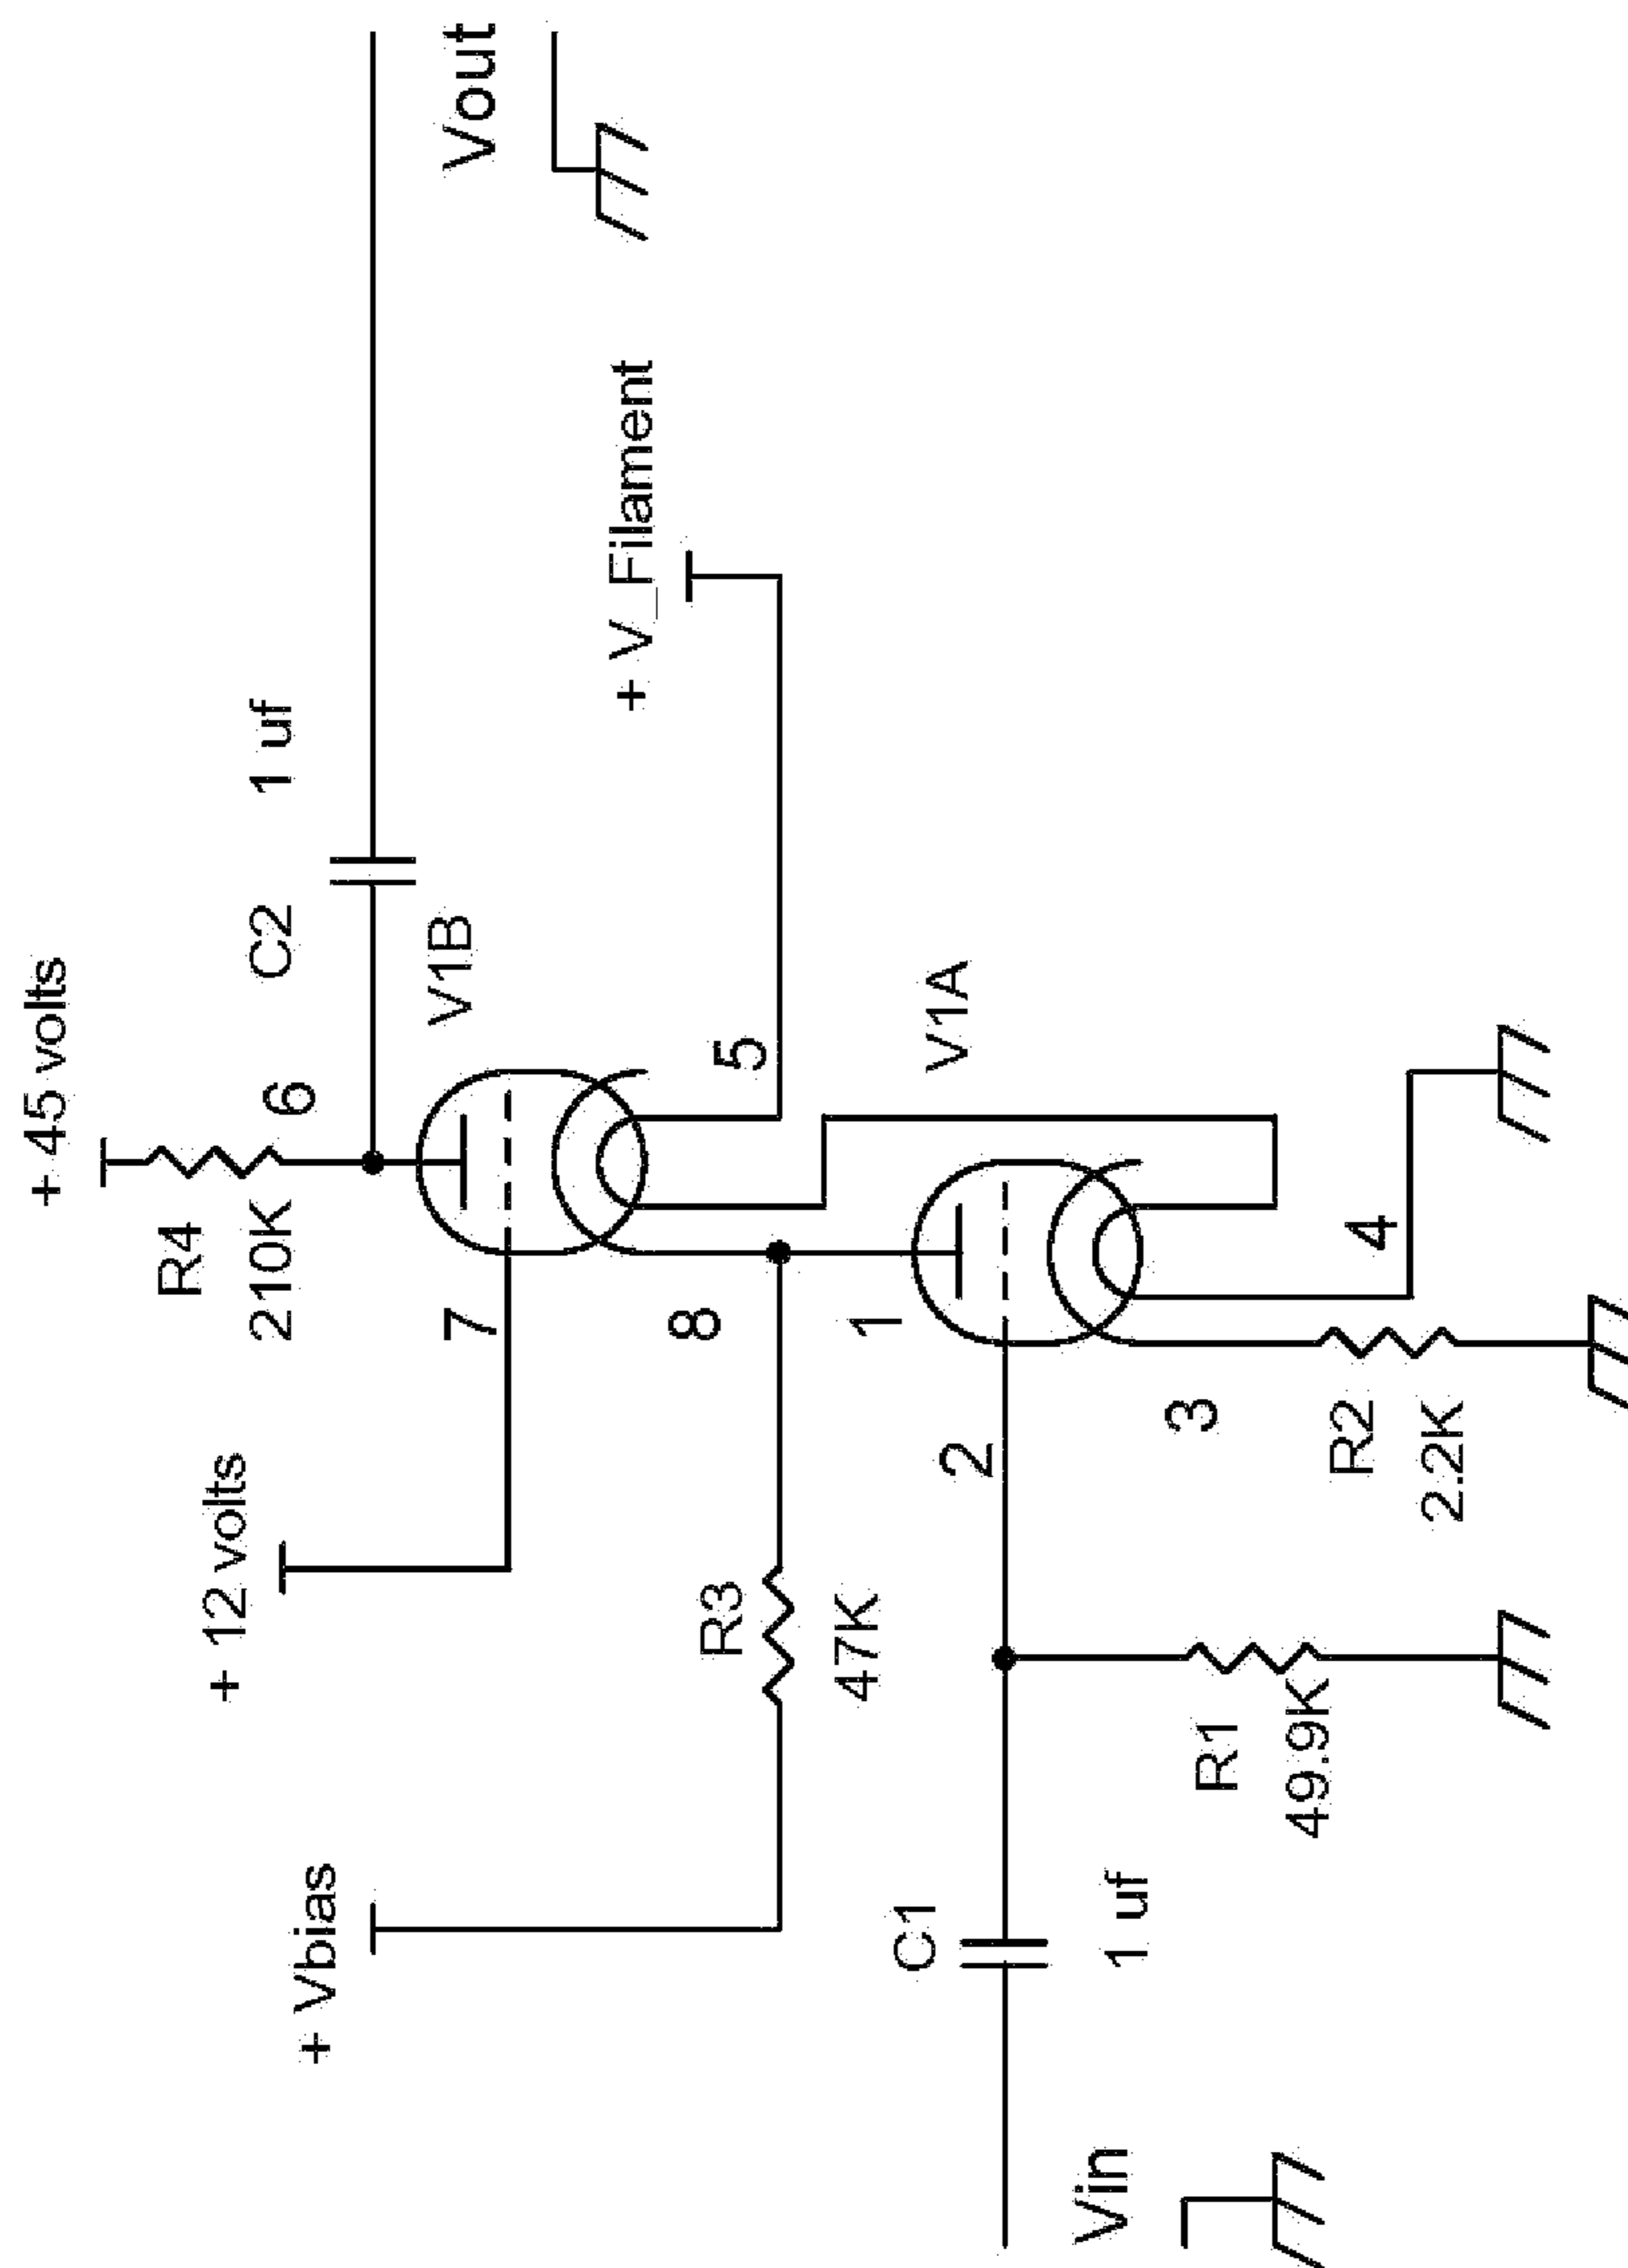 + 45 volts
R4
210K
6
C2
1 uf
Vout
+ 12 volts
7
V1B
+ Vbias
8
5
+ V_Filament
R3
47K
1
V1A
C1
1 uf
2
3
4
Vin
R1
49.9K
R2
2.2K